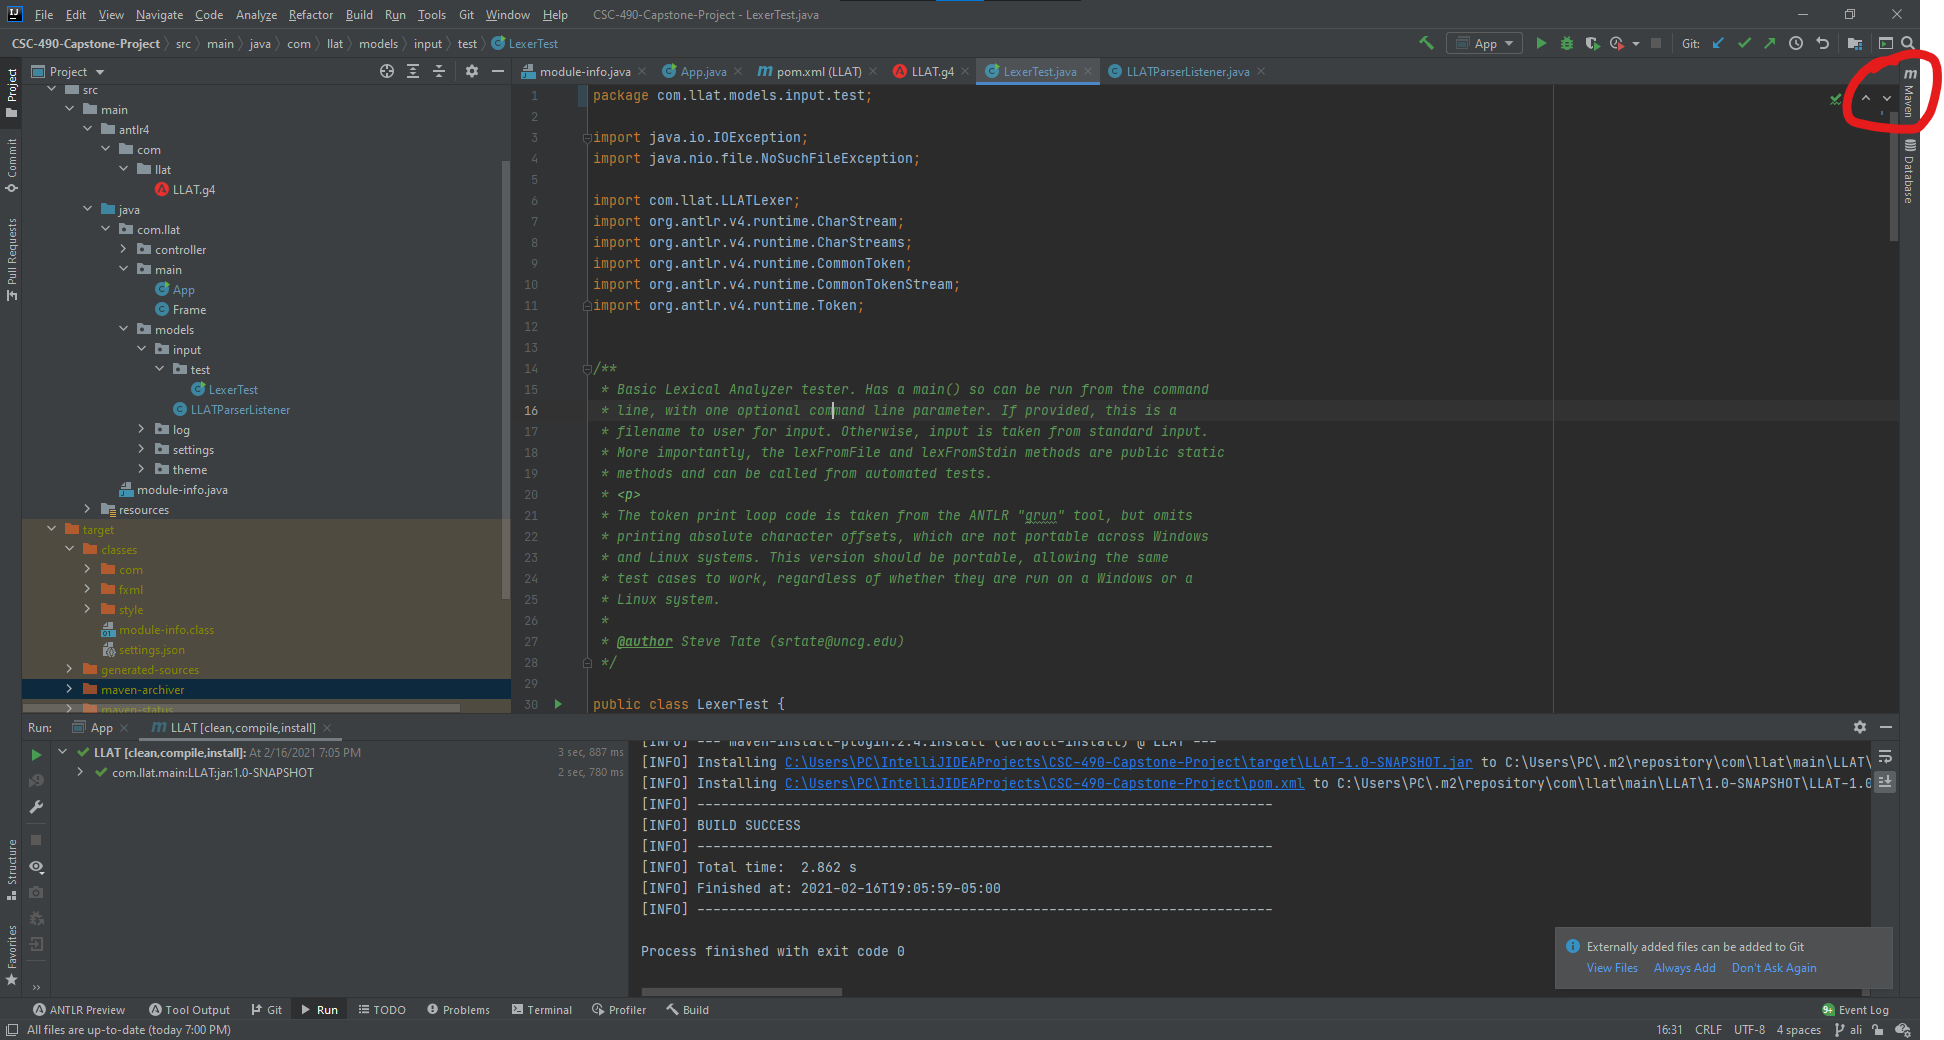 File Edit View Navigate Code Analyze Refactor Build Run Tools Git Window Help CSC-490-Capstone-Project - LexerTest.java
CSC-490-Capstone-Project src main java com llat models input test LexerTest App Git:
Project
module-info.java App.java pom.xml (LLAT) LLAT.g4 LexerTest.java LLATParserListener.java
Project
Commit
Pull Requests
Structure
Favorites
src
main
antlr4
com
llat
LLAT.g4
java
com.llat
controller
main
App
Frame
models
input
test
LexerTest
LLATParserListener
log
settings
theme
module-info.java
resources
target
classes
com
fxml
style
module-info.class
settings.json
generated-sources
maven-archiver
maven-status
1 package com.llat.models.input.test;
2
3 import java.io.IOException;
4 import java.nio.file.NoSuchFileException;
5
6 import com.llat.LLATLexer;
7 import org.antlr.v4.runtime.CharStream;
8 import org.antlr.v4.runtime.CharStreams;
9 import org.antlr.v4.runtime.CommonToken;
10 import org.antlr.v4.runtime.CommonTokenStream;
11 import org.antlr.v4.runtime.Token;
12
13
14 /**
15 * Basic Lexical Analyzer tester. Has a main() so can be run from the command
16 * line, with one optional command line parameter. If provided, this is a
17 * filename to user for input. Otherwise, input is taken from standard input.
18 * More importantly, the lexFromFile and lexFromStdin methods are public static
19 * methods and can be called from automated tests.
20 * <p>
21 * The token print loop code is taken from the ANTLR "grun" tool, but omits
22 * printing absolute character offsets, which are not portable across Windows
23 * and Linux systems. This version should be portable, allowing the same
24 * test cases to work, regardless of whether they are run on a Windows or a
25 * Linux system.
26 *
27 * @author Steve Tate (srtate@uncg.edu)
28 */
29
30 public class LexerTest {
m Maven
Database
Run: App LLAT [clean,compile,install]
LLAT [clean,compile,install]: At 2/16/2021 7:05 PM 3 sec, 887 ms
com.llat.main:LLAT:jar:1.0-SNAPSHOT 2 sec, 780 ms
[INFO] --- maven-install-plugin:2.4:install (default-install) @ LLAT ---
[INFO] Installing C:\Users\PC\IntelliJIDEAProjects\CSC-490-Capstone-Project\target\LLAT-1.0-SNAPSHOT.jar to C:\Users\PC\.m2\repository\com\llat\main\LLAT\
[INFO] Installing C:\Users\PC\IntelliJIDEAProjects\CSC-490-Capstone-Project\pom.xml to C:\Users\PC\.m2\repository\com\llat\main\LLAT\1.0-SNAPSHOT\LLAT-1.0
[INFO] ------------------------------------------------------------------------
[INFO] BUILD SUCCESS
[INFO] ------------------------------------------------------------------------
[INFO] Total time:  2.862 s
[INFO] Finished at: 2021-02-16T19:05:59-05:00
[INFO] ------------------------------------------------------------------------
Process finished with exit code 0
Externally added files can be added to Git
View Files Always Add Don't Ask Again
ANTLR Preview Tool Output Git Run TODO Problems Terminal Profiler Build 9+ Event Log
All files are up-to-date (today 7:00 PM) 16:31 CRLF UTF-8 4 spaces ali